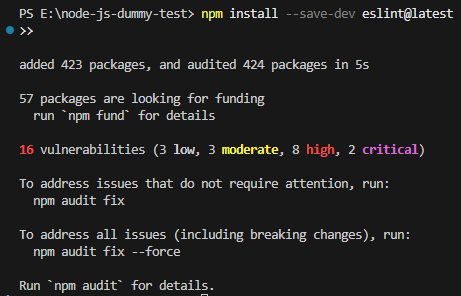 PS E:\node-js-dummy-test> npm install --save-dev eslint@latest
>>
added 423 packages, and audited 424 packages in 5s
57 packages are looking for funding
run `npm fund` for details
16 vulnerabilities (3 low, 3 moderate, 8 high, 2 critical)
To address issues that do not require attention, run:
npm audit fix
To address all issues (including breaking changes), run:
npm audit fix --force
Run `npm audit` for details.